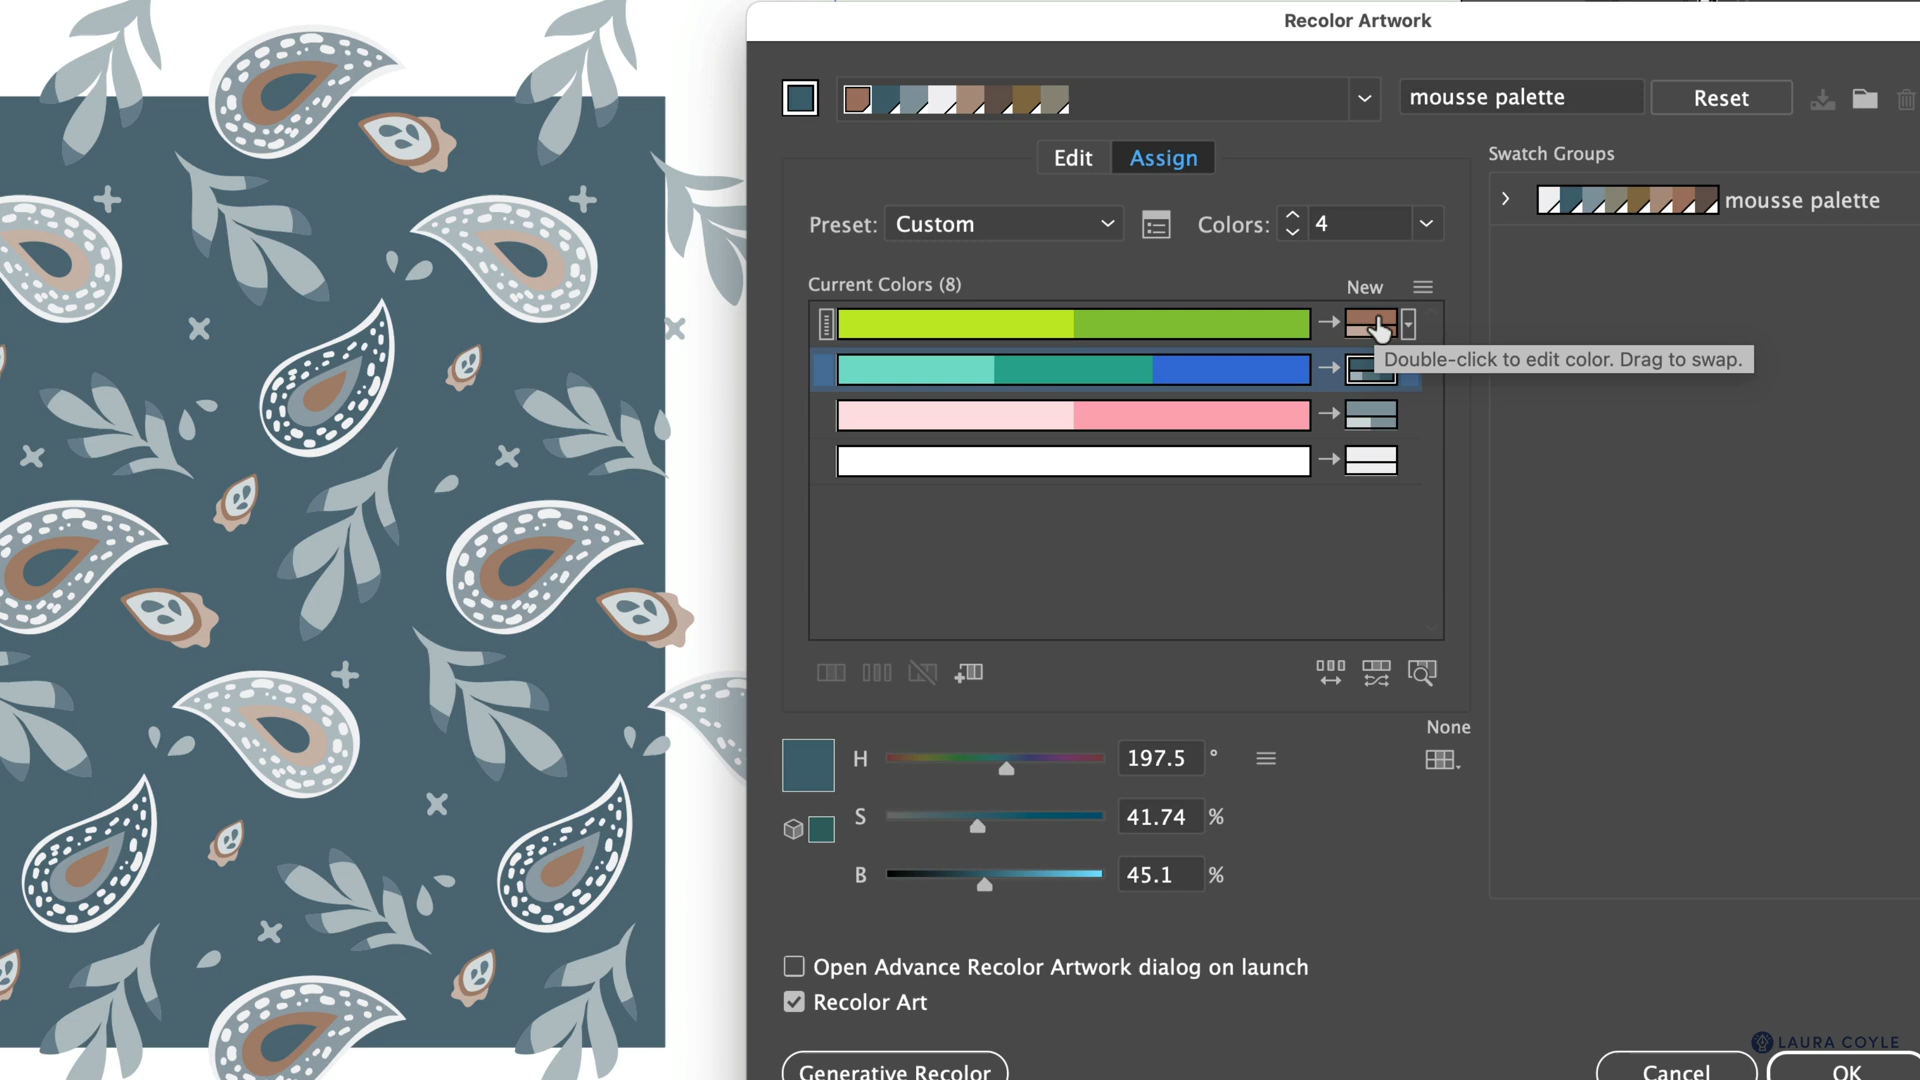 Recolor Artwork
mousse palette
Reset
Edit
Assign
Swatch Groups
mousse palette
Preset:
Custom
Colors:
4
Current Colors (8)
New
Double-click to edit color. Drag to swap.
None
H
197.5
°
S
41.74
%
B
45.1
%
Open Advance Recolor Artwork dialog on launch
Recolor Art
LAURA COYLE
Generative Recolor
Cancel
OK